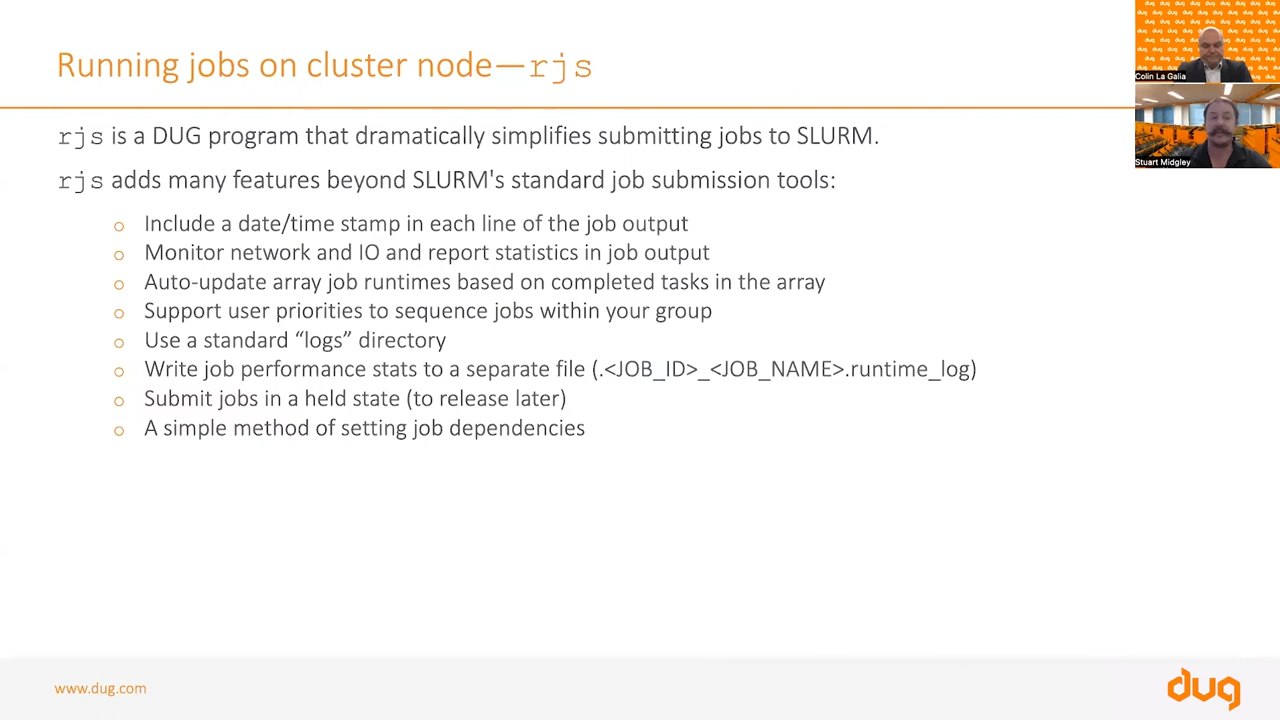 Running jobs on cluster node—rjs
rjs is a DUG program that dramatically simplifies submitting jobs to SLURM.
rjs adds many features beyond SLURM's standard job submission tools:
Include a date/time stamp in each line of the job output
Monitor network and IO and report statistics in job output
Auto-update array job runtimes based on completed tasks in the array
Support user priorities to sequence jobs within your group
Use a standard “logs” directory
Write job performance stats to a separate file (.<JOB_ID>_<JOB_NAME>.runtime_log)
Submit jobs in a held state (to release later)
A simple method of setting job dependencies
Colin La Galia
Stuart Midgley
www.dug.com
dug